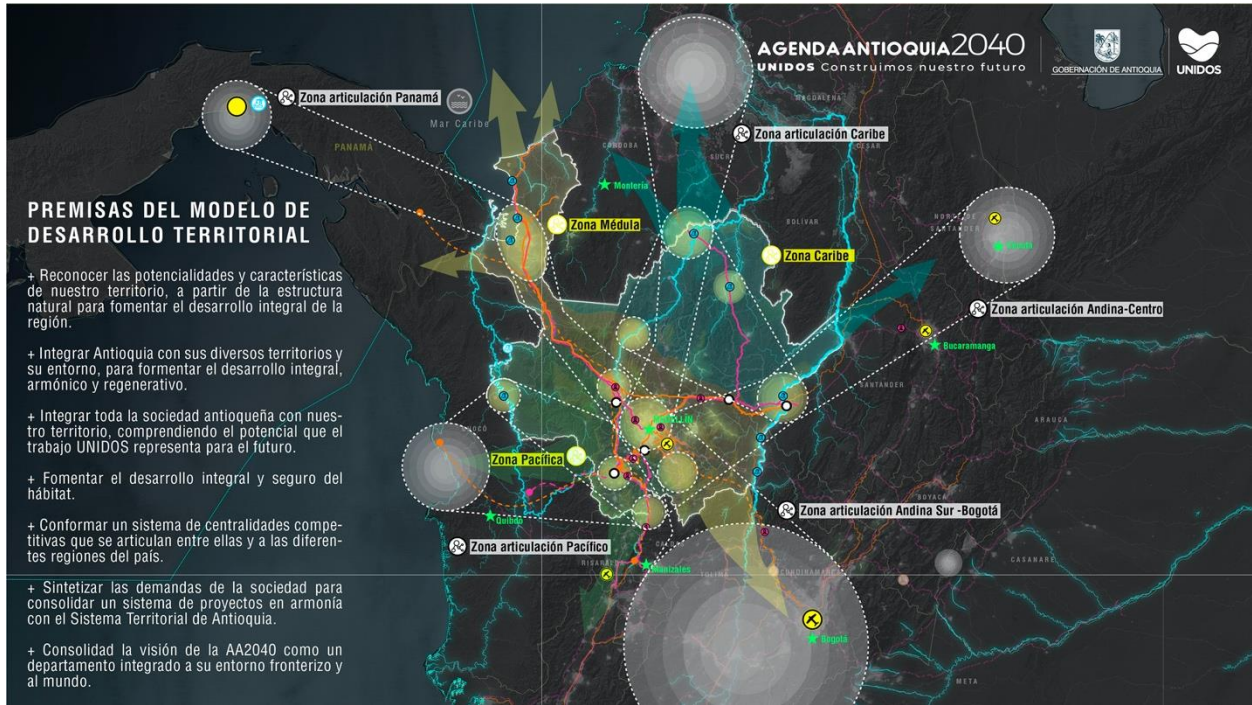 AGENDA ANTIOQUIA 2040
UNIDOS Construimos nuestro futuro
GOBERNACIÓN DE ANTIOQUIA
UNIDOS
Zona articulación Panamá
Mar Caribe
PANAMÁ
MAGDALENA
Zona articulación Caribe
CÓRDOBA
CESAR
Montería
PREMISAS DEL MODELO DE
DESARROLLO TERRITORIAL
Zona Médula
BOLÍVAR
NORTE DE
SANTANDER
Zona Caribe
+ Reconocer las potencialidades y características
de nuestro territorio, a partir de la estructura
natural para fomentar el desarrollo integral de la
región.
Zona articulación Andina-Centro
+ Integrar Antioquia con sus diversos territorios y
su entorno, para formentar el desarrollo integral,
armónico y regenerativo.
Bucaramanga
SANTANDER
ARAUCA
+ Integrar toda la sociedad antioqueña con nues-
tro territorio, comprendiendo el potencial que el
trabajo UNIDOS representa para el futuro.
Zona Pacífica
+ Fomentar el desarrollo integral y seguro del
hábitat.
BOYACÁ
Zona articulación Andina Sur -Bogotá
Quibdó
+ Conformar un sistema de centralidades compe-
titivas que se articulan entre ellas y a las diferen-
tes regiones del país.
Zona articulación Pacífico
CASANARE
RISARALDA
Manizales
TOLIMA
CUNDINAMARCA
+ Sintetizar las demandas de la sociedad para
consolidar un sistema de proyectos en armonía
con el Sistema Territorial de Antioquia.
Bogotá
+ Consolidad la visión de la AA2040 como un
departamento integrado a su entorno fronterizo y
al mundo.
META